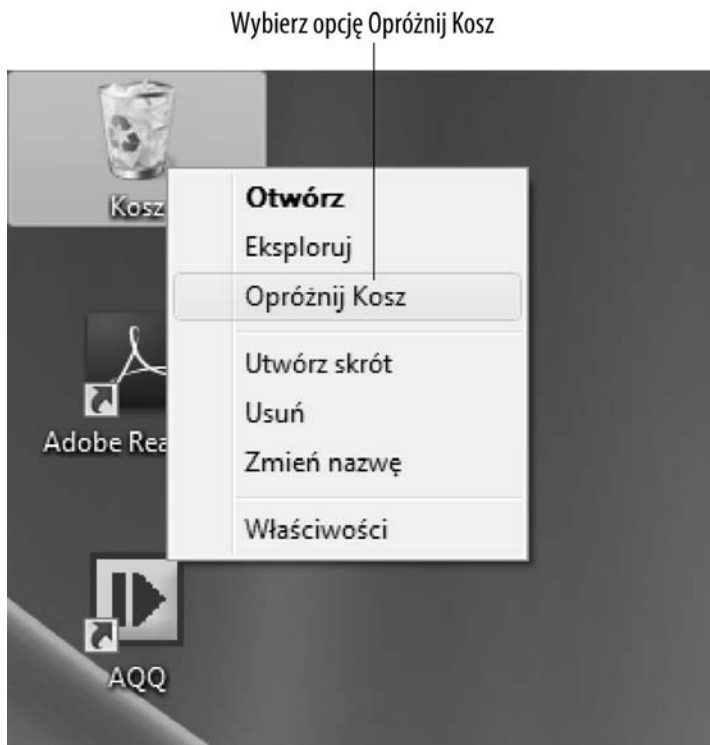 Wybierz opcję Opróżnij Kosz
Kosz
Otwórz
Eksploruj
Opróżnij Kosz
Utwórz skrót
Usuń
Zmień nazwę
Właściwości
Adobe Rea
AQQ